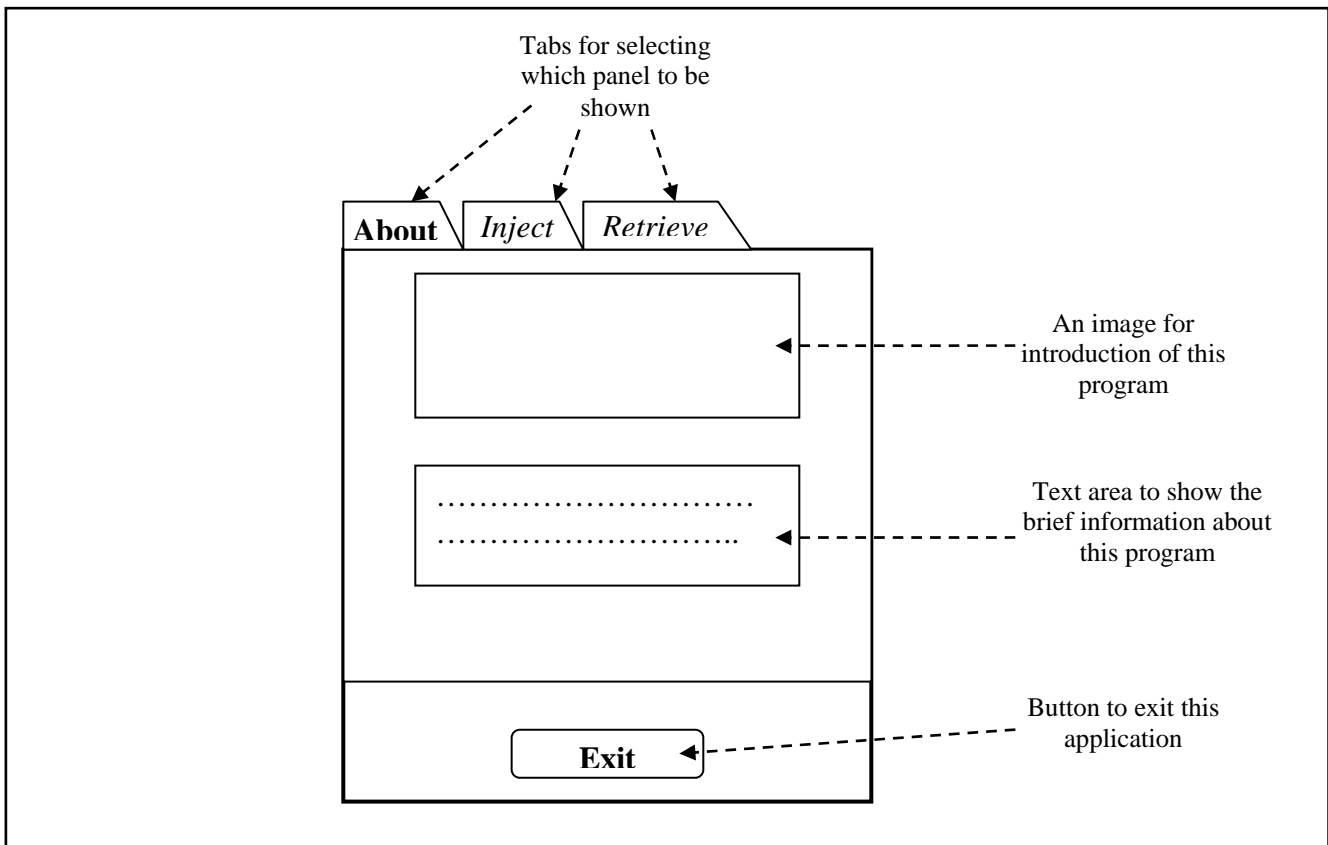 Tabs for selecting
which panel to be
shown
About Inject Retrieve
An image for
introduction of this
program
…………………………
………………………..
Text area to show the
brief information about
this program
Button to exit this
application
Exit